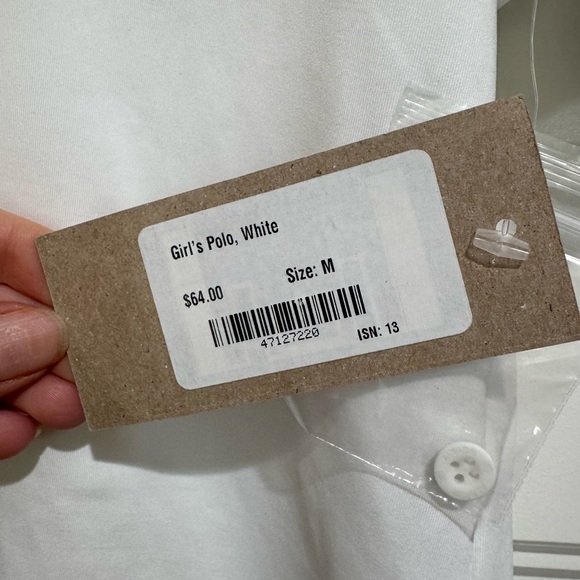 Girl's Polo, White
Size: M
$64.00
47127220
ISN: 13